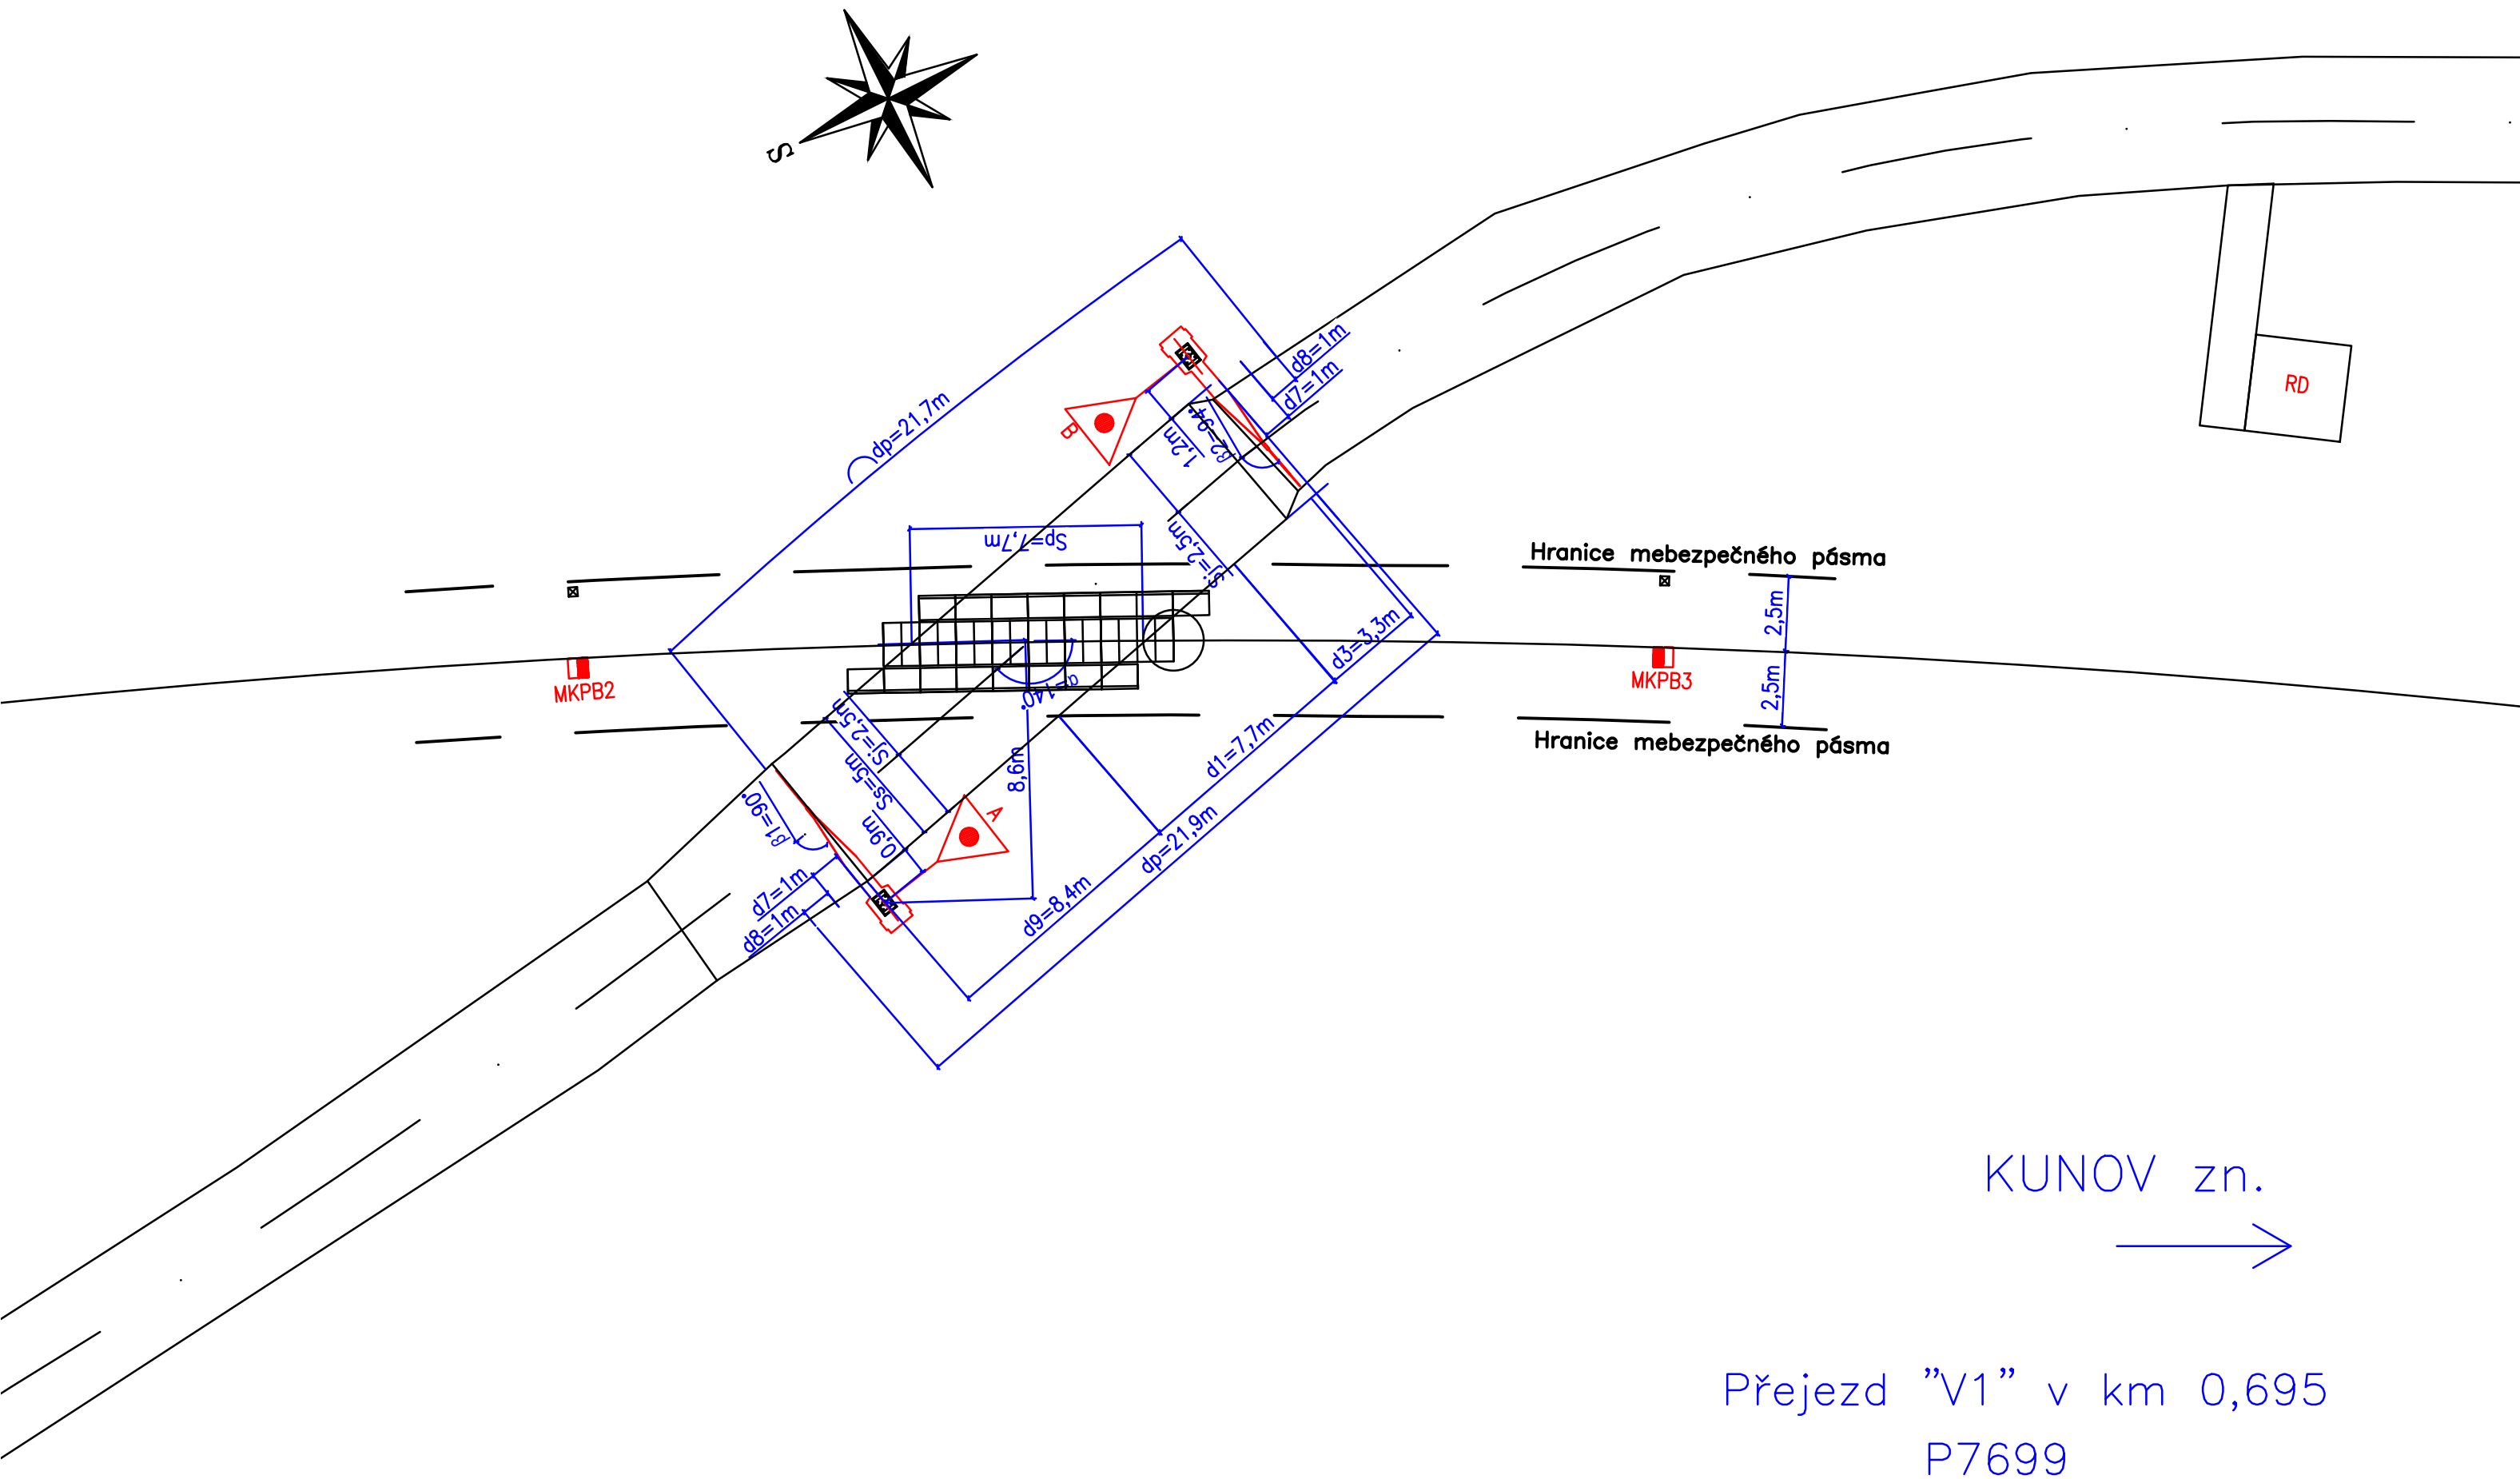 S
d8=1m
d7=1m
dp=21,7m
B
β2=94°
1,2m
RD
Sp=7,7m
Sj=2,5m
Hranice mebezpečného pásma
2,5m
2,5m
d3=3,3m
MKPB2
MKPB3
α=140°
Hranice mebezpečného pásma
Sj=2,5m
Ss=5m
8,6m
d1=7,7m
β1=90°
0,9m
A
dp=21,9m
d7=1m
d8=1m
d9=8,4m
KUNOV zn.
Přejezd "V1" v km 0,695
P7699